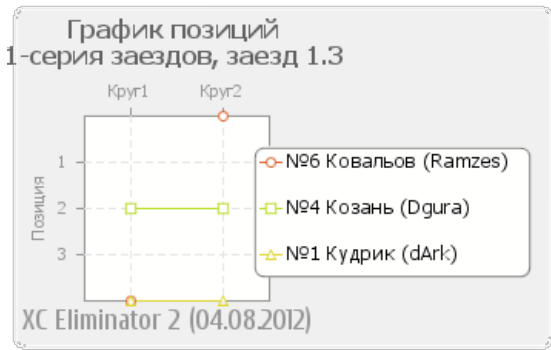 График позиций
1-серия заездов, заезд 1.3
Круг1 Круг2
Позиция
1
2
3
№6 Ковальов (Ramzes)
№4 Козань (Dgura)
№1 Кудрик (dArk)
XC Eliminator 2 (04.08.2012)